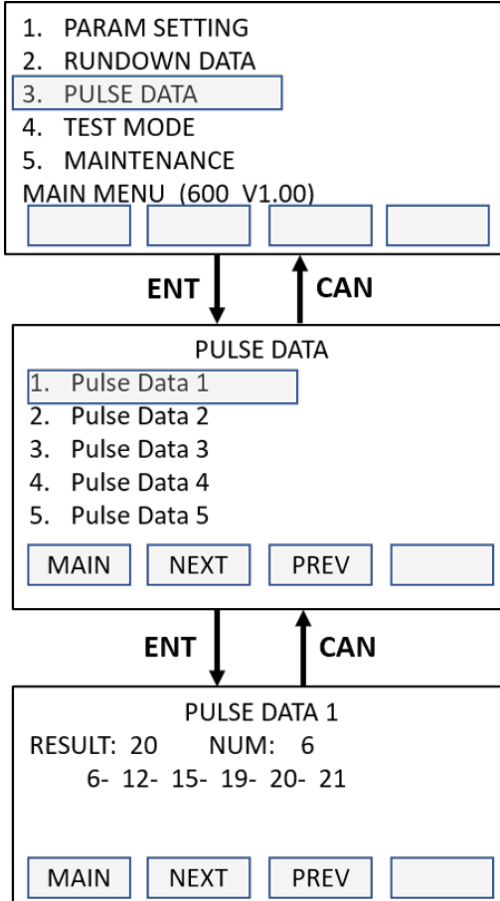 1. PARAM SETTING
2. RUNDOWN DATA
3. PULSE DATA
4. TEST MODE
5. MAINTENANCE
MAIN MENU (600 V1.00)
ENT CAN
PULSE DATA
1. Pulse Data 1
2. Pulse Data 2
3. Pulse Data 3
4. Pulse Data 4
5. Pulse Data 5
MAIN NEXT PREV
ENT CAN
PULSE DATA 1
RESULT: 20 NUM: 6
6- 12- 15- 19- 20- 21
MAIN NEXT PREV